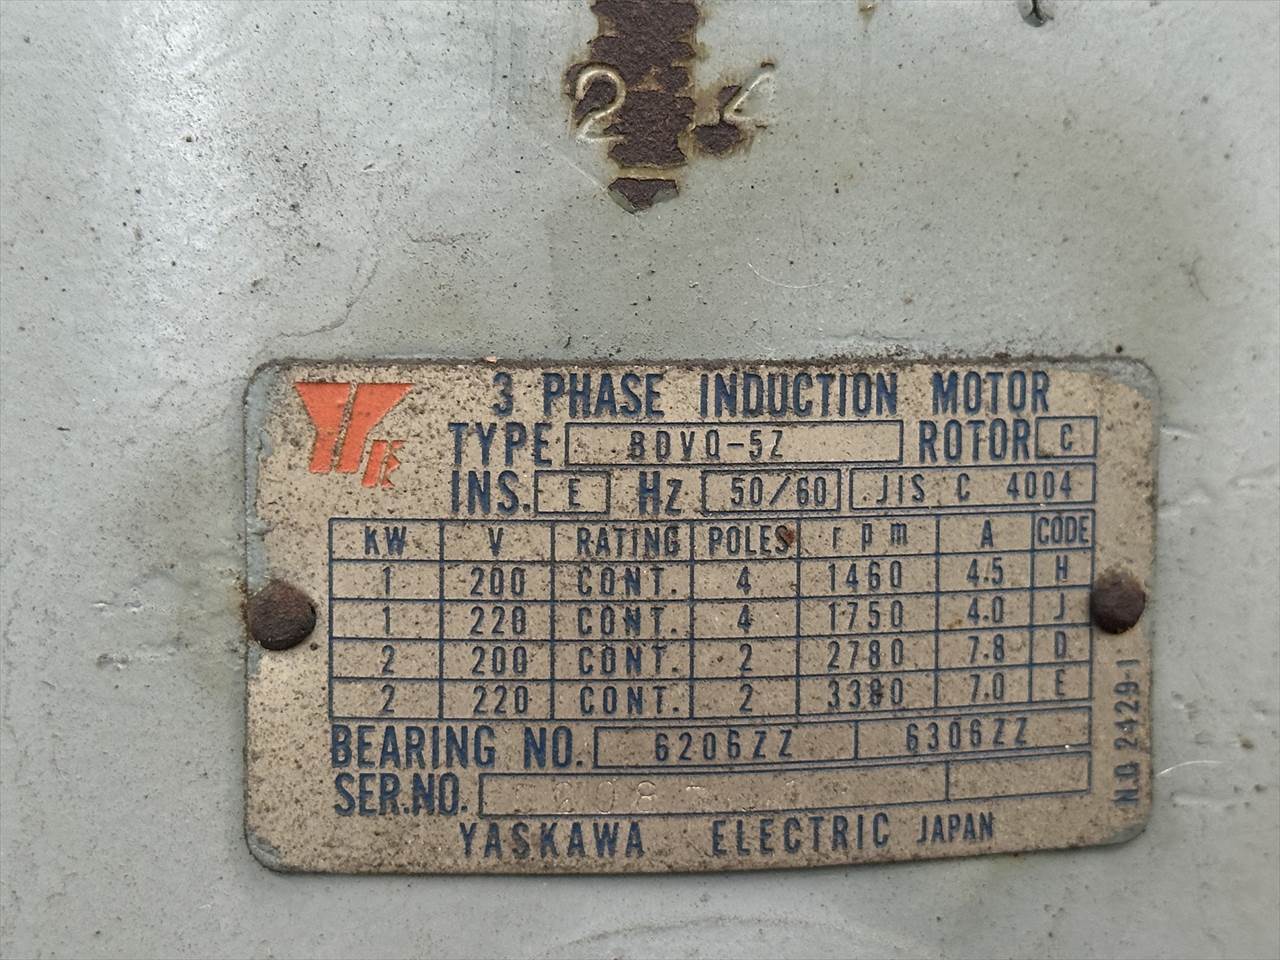 2 4
3 PHASE INDUCTION MOTOR
TYPE BDVQ-5Z ROTOR C
INS. E Hz 50/60 JIS C 4004
KW V RATING POLES rpm A CODE
1 200 CONT. 4 1460 4.5 H
1 220 CONT. 4 1750 4.0 J
2 200 CONT. 2 2780 7.8 D
2 220 CONT. 2 3380 7.0 E
BEARING NO. 6206ZZ 6306ZZ
SER.NO.
YASKAWA ELECTRIC JAPAN
N.D. 2429-1